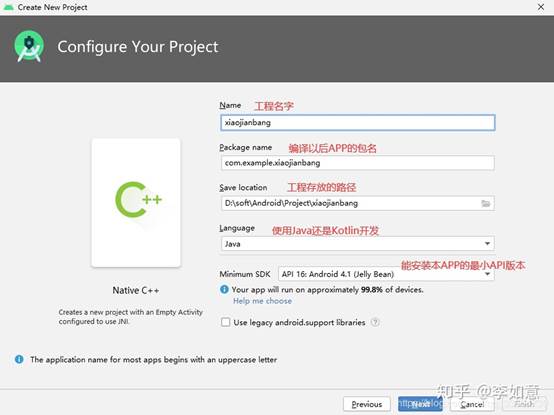 Create New Project
Configure Your Project
Name 工程名字
xiaojianbang
Package name 编译以后APP的包名
com.example.xiaojianbang
Save location 工程存放的路径
D:\soft\Android\Project\xiaojianbang
Language 使用Java还是Kotlin开发
Java
能安装本APP的最小API版本
Minimum SDK API 16: Android 4.1 (Jelly Bean)
Your app will run on approximately 99.8% of devices.
Help me choose
Use legacy android.support libraries
C++
Native C++
Creates a new project with an Empty Activity
configured to use JNI.
The application name for most apps begins with an uppercase letter
知乎 @李如意
Previous Next Cancel Finish